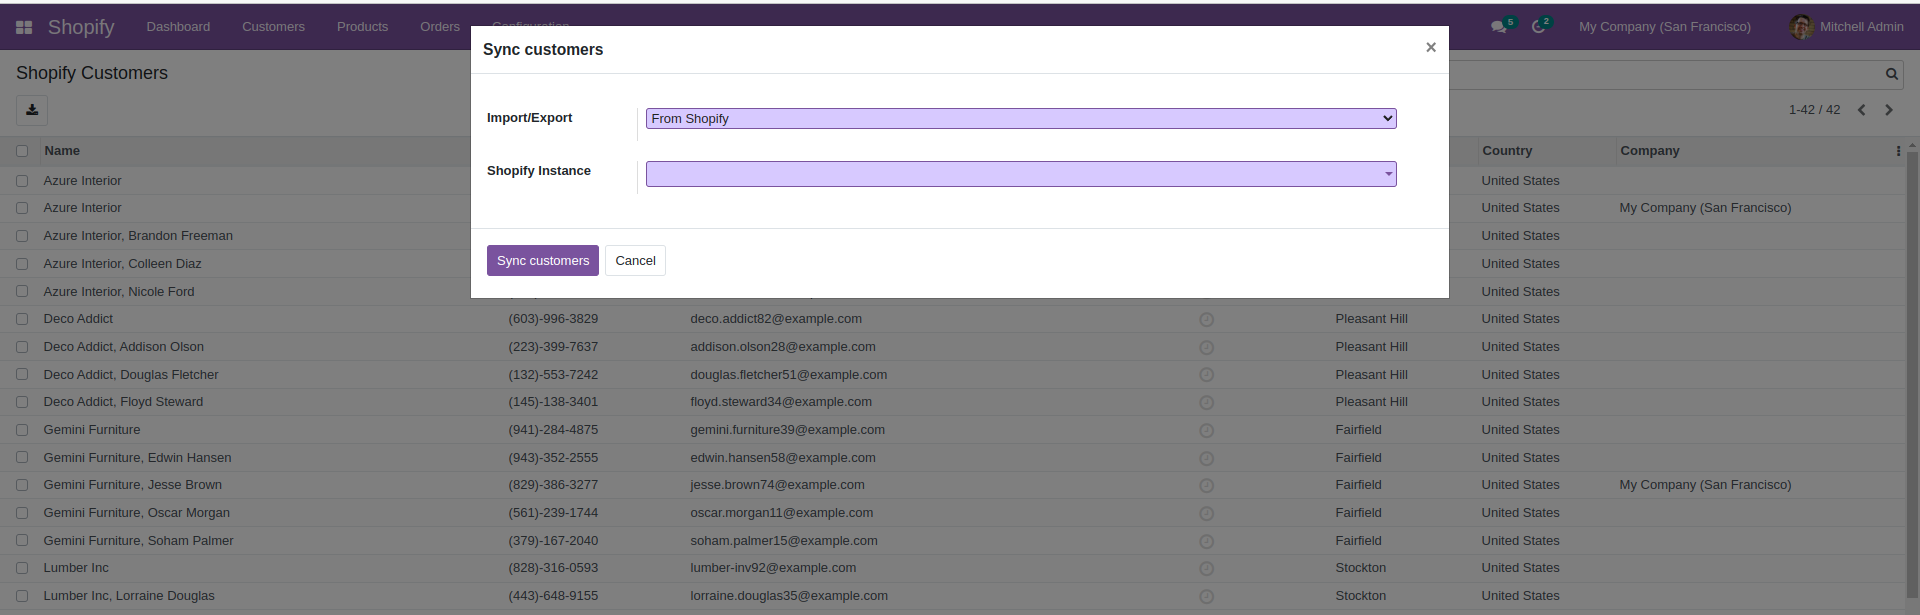 Shopify Dashboard Customers Products Orders Configuration 5 2 My Company (San Francisco) Mitchell Admin
Sync customers ×
Shopify Customers
Import/Export From Shopify
1-42 / 42
Shopify Instance
Sync customers Cancel
Name Country Company
Azure Interior United States
Azure Interior United States My Company (San Francisco)
Azure Interior, Brandon Freeman United States
Azure Interior, Colleen Diaz United States
Azure Interior, Nicole Ford United States
Deco Addict (603)-996-3829 deco.addict82@example.com Pleasant Hill United States
Deco Addict, Addison Olson (223)-399-7637 addison.olson28@example.com Pleasant Hill United States
Deco Addict, Douglas Fletcher (132)-553-7242 douglas.fletcher51@example.com Pleasant Hill United States
Deco Addict, Floyd Steward (145)-138-3401 floyd.steward34@example.com Pleasant Hill United States
Gemini Furniture (941)-284-4875 gemini.furniture39@example.com Fairfield United States
Gemini Furniture, Edwin Hansen (943)-352-2555 edwin.hansen58@example.com Fairfield United States
Gemini Furniture, Jesse Brown (829)-386-3277 jesse.brown74@example.com Fairfield United States My Company (San Francisco)
Gemini Furniture, Oscar Morgan (561)-239-1744 oscar.morgan11@example.com Fairfield United States
Gemini Furniture, Soham Palmer (379)-167-2040 soham.palmer15@example.com Fairfield United States
Lumber Inc (828)-316-0593 lumber-inv92@example.com Stockton United States
Lumber Inc, Lorraine Douglas (443)-648-9155 lorraine.douglas35@example.com Stockton United States